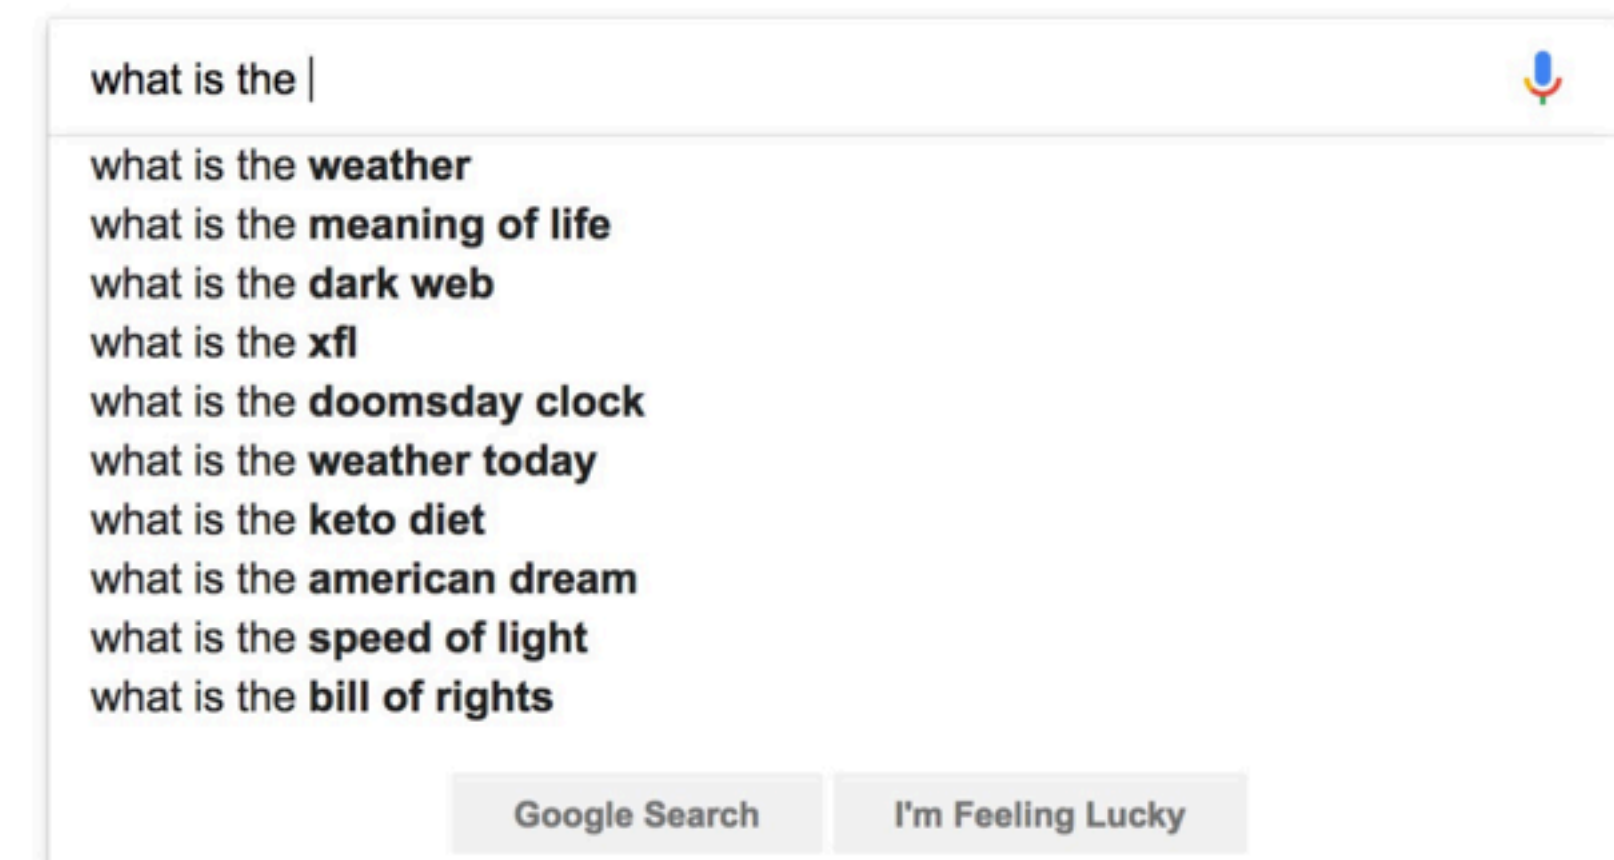 what is the
what is the weather
what is the meaning of life
what is the dark web
what is the xfl
what is the doomsday clock
what is the weather today
what is the keto diet
what is the american dream
what is the speed of light
what is the bill of rights
Google Search I'm Feeling Lucky